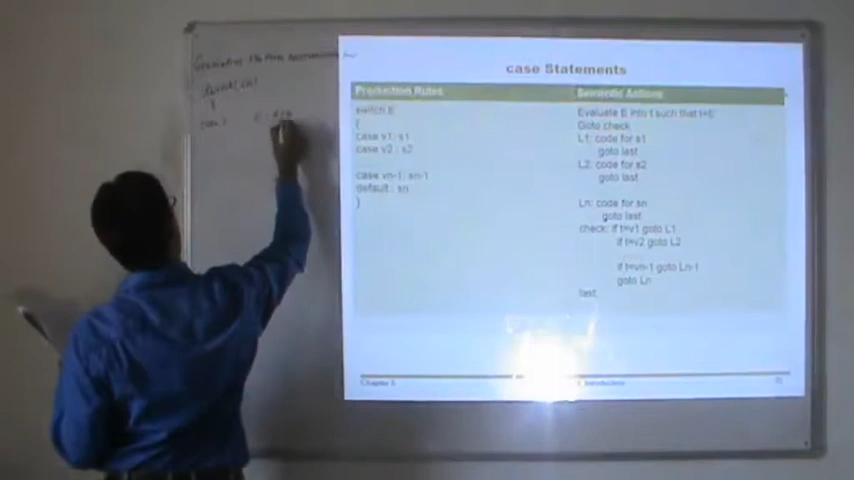 case Statements
Production Rules
Semantic Actions
switch E
{
case v1: s1
case v2 : s2
case vn-1: sn-1
default : sn
}
Evaluate E into t such that t=E
Goto check
L1: code for s1
goto last
L2: code for s2
goto last
Ln: code for sn
goto last
check: if t=v1 goto L1
if t=v2 goto L2
if t=vn-1 goto Ln-1
goto Ln
last:
Chapter 5
Introduction